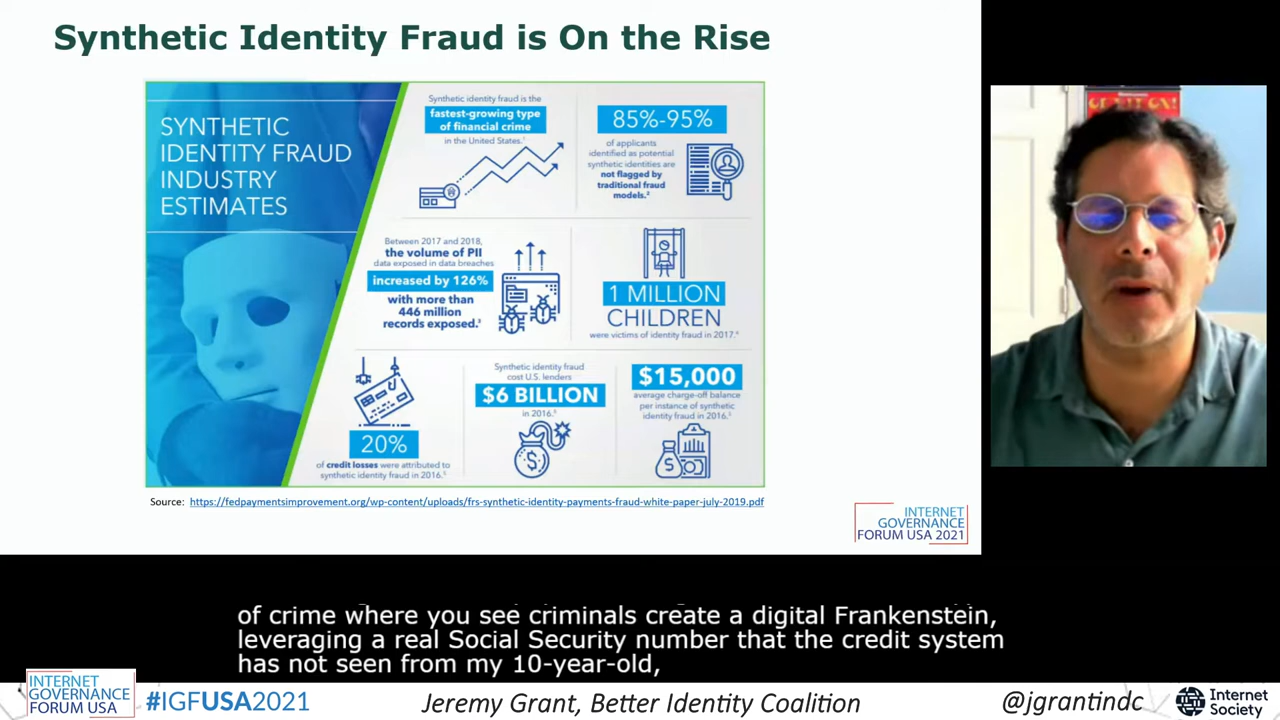 Synthetic Identity Fraud is On the Rise
SYNTHETIC
IDENTITY FRAUD
INDUSTRY
ESTIMATES
Synthetic identity fraud is the
fastest-growing type
of financial crime
in the United States.¹
85%-95%
of applicants
identified as potential
synthetic identities are
not flagged by
traditional fraud
models.²
Between 2017 and 2018,
the volume of PII
data exposed in data breaches
increased by 126%
with more than
446 million
records exposed.³
1 MILLION
CHILDREN
were victims of identity fraud in 2017.⁴
20%
of credit losses were attributed to
synthetic identity fraud in 2016.⁵
Synthetic identity fraud
cost U.S. lenders
$6 BILLION
in 2016.⁵
$15,000
average charge-off balance
per instance of synthetic
identity fraud in 2016.⁵
Source: https://fedpaymentsimprovement.org/wp-content/uploads/frs-synthetic-identity-payments-fraud-white-paper-july-2019.pdf
INTERNET
GOVERNANCE
FORUM USA 2021
of crime where you see criminals create a digital Frankenstein,
leveraging a real Social Security number that the credit system
has not seen from my 10-year-old,
INTERNET
GOVERNANCE
FORUM USA
#IGFUSA2021
Jeremy Grant, Better Identity Coalition
@jgrantindc
Internet
Society